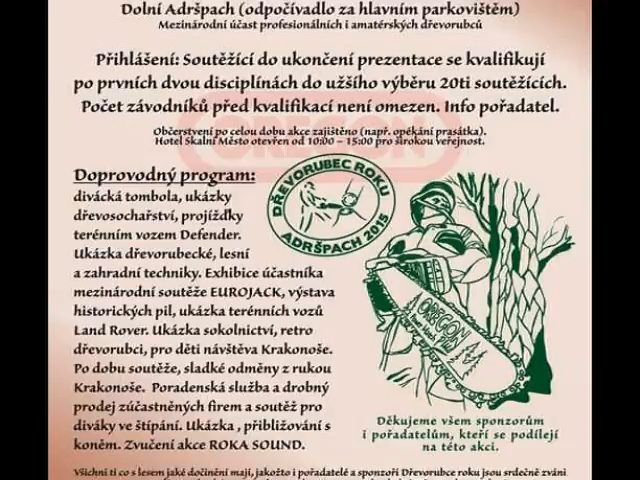 Dolní Adršpach (odpočívadlo za hlavním parkovištěm)
Mezinárodní účast profesionálních i amatérských dřevorubců
Přihlášení: Soutěžící do ukončení prezentace se kvalifikují
po prvních dvou disciplínách do užšího výběru 20ti soutěžících.
Počet závodníků před kvalifikací není omezen. Info pořadatel.
OREGON
Občerstvení po celou dobu akce zajištěno (např. opékání prasátka).
Hotel Skalní Město otevřen od 10:00 – 15:00 pro širokou veřejnost.
Doprovodný program:
divácká tombola, ukázky
dřevosochařství, projížďky
terénním vozem Defender.
Ukázka dřevorubecké, lesní
a zahradní techniky. Exhibice účastníka
mezinárodní soutěže EUROJACK, výstava
historických pil, ukázka terénních vozů
Land Rover. Ukázka sokolnictví, retro
dřevorubci, pro děti návštěva Krakonoše.
Po dobu soutěže, sladké odměny z rukou
Krakonoše. Poradenská služba a drobný
prodej zúčastněných firem a soutěž pro
diváky ve štípání. Ukázka , přibližování s
koněm. Zvučení akce ROKA SOUND.
DŘEVORUBEC ROKU
ADRŠPACH 2015
OREGON
Děkujeme všem sponzorům
i pořadatelům, kteří se podílejí
na této akci.
Všichni ti co s lesem jaké dočinění mají, jakožto i pořadatelé a sponzoři Dřevorubce roku jsou srdečně zváni